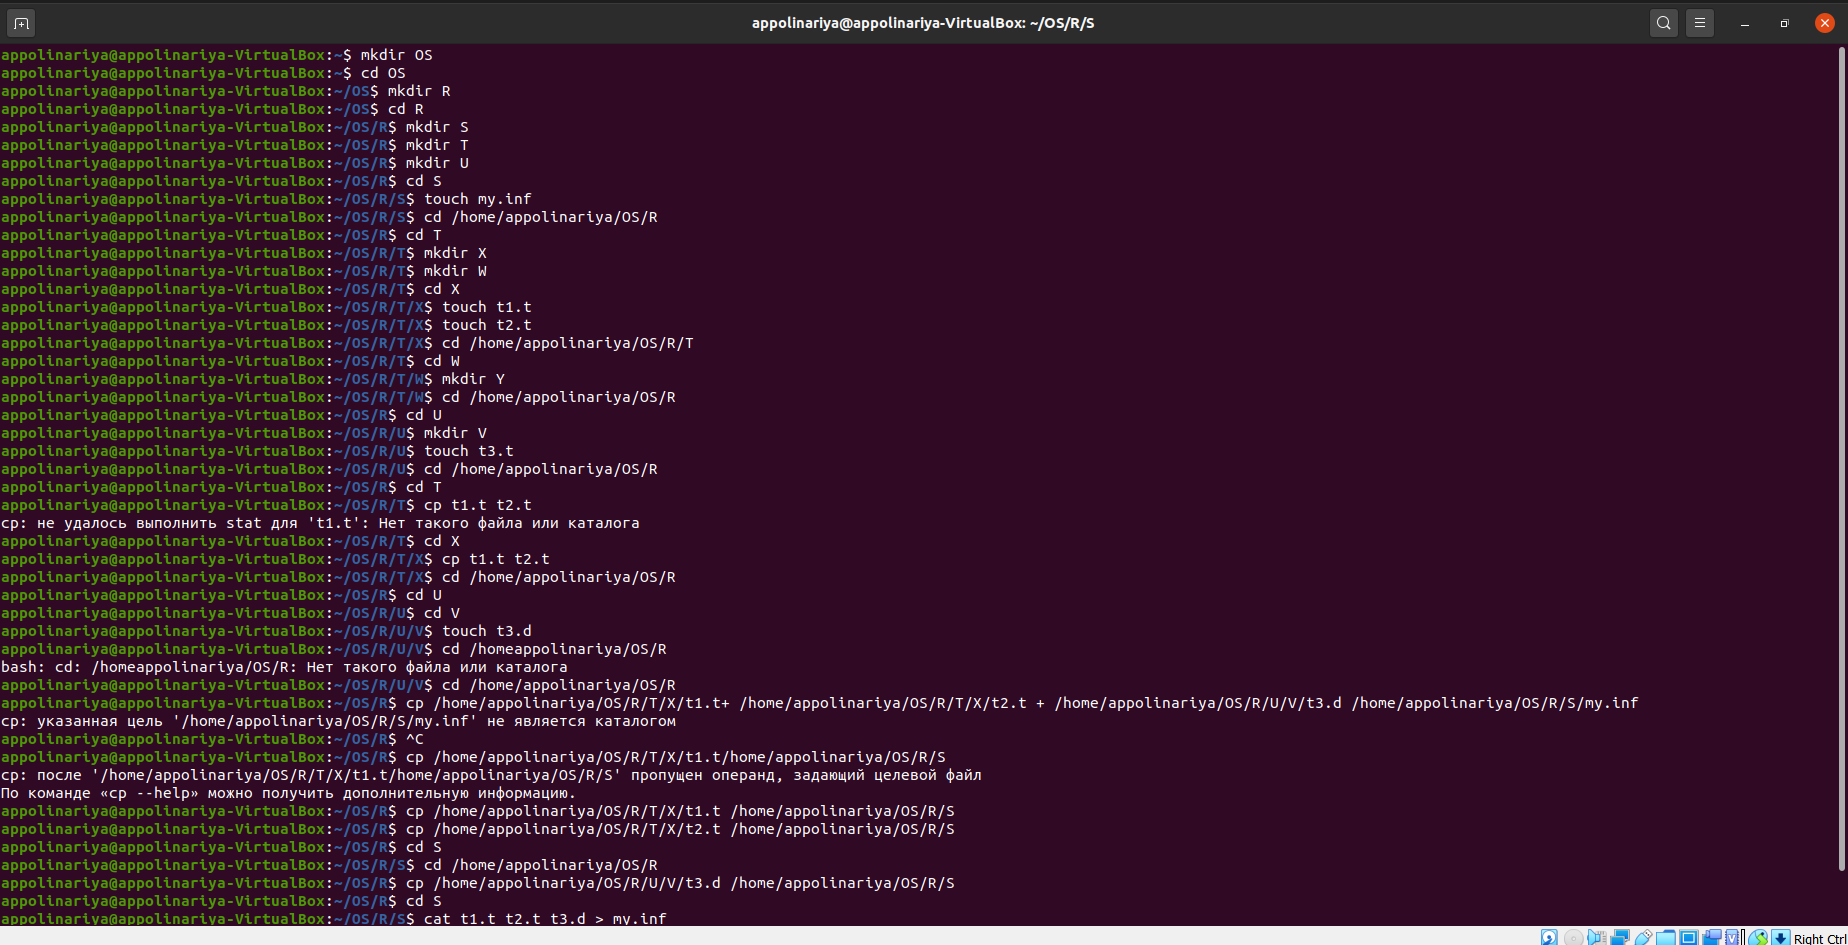 appolinariya@appolinariya-VirtualBox: ~/OS/R/S
appolinariya@appolinariya-VirtualBox:~$ mkdir OS
appolinariya@appolinariya-VirtualBox:~$ cd OS
appolinariya@appolinariya-VirtualBox:~/OS$ mkdir R
appolinariya@appolinariya-VirtualBox:~/OS$ cd R
appolinariya@appolinariya-VirtualBox:~/OS/R$ mkdir S
appolinariya@appolinariya-VirtualBox:~/OS/R$ mkdir T
appolinariya@appolinariya-VirtualBox:~/OS/R$ mkdir U
appolinariya@appolinariya-VirtualBox:~/OS/R$ cd S
appolinariya@appolinariya-VirtualBox:~/OS/R/S$ touch my.inf
appolinariya@appolinariya-VirtualBox:~/OS/R/S$ cd /home/appolinariya/OS/R
appolinariya@appolinariya-VirtualBox:~/OS/R$ cd T
appolinariya@appolinariya-VirtualBox:~/OS/R/T$ mkdir X
appolinariya@appolinariya-VirtualBox:~/OS/R/T$ mkdir W
appolinariya@appolinariya-VirtualBox:~/OS/R/T$ cd X
appolinariya@appolinariya-VirtualBox:~/OS/R/T/X$ touch t1.t
appolinariya@appolinariya-VirtualBox:~/OS/R/T/X$ touch t2.t
appolinariya@appolinariya-VirtualBox:~/OS/R/T/X$ cd /home/appolinariya/OS/R/T
appolinariya@appolinariya-VirtualBox:~/OS/R/T$ cd W
appolinariya@appolinariya-VirtualBox:~/OS/R/T/W$ mkdir Y
appolinariya@appolinariya-VirtualBox:~/OS/R/T/W$ cd /home/appolinariya/OS/R
appolinariya@appolinariya-VirtualBox:~/OS/R$ cd U
appolinariya@appolinariya-VirtualBox:~/OS/R/U$ mkdir V
appolinariya@appolinariya-VirtualBox:~/OS/R/U$ touch t3.t
appolinariya@appolinariya-VirtualBox:~/OS/R/U$ cd /home/appolinariya/OS/R
appolinariya@appolinariya-VirtualBox:~/OS/R$ cd T
appolinariya@appolinariya-VirtualBox:~/OS/R/T$ cp t1.t t2.t
cp: не удалось выполнить stat для 't1.t': Нет такого файла или каталога
appolinariya@appolinariya-VirtualBox:~/OS/R/T$ cd X
appolinariya@appolinariya-VirtualBox:~/OS/R/T/X$ cp t1.t t2.t
appolinariya@appolinariya-VirtualBox:~/OS/R/T/X$ cd /home/appolinariya/OS/R
appolinariya@appolinariya-VirtualBox:~/OS/R$ cd U
appolinariya@appolinariya-VirtualBox:~/OS/R/U$ cd V
appolinariya@appolinariya-VirtualBox:~/OS/R/U/V$ touch t3.d
appolinariya@appolinariya-VirtualBox:~/OS/R/U/V$ cd /homeappolinariya/OS/R
bash: cd: /homeappolinariya/OS/R: Нет такого файла или каталога
appolinariya@appolinariya-VirtualBox:~/OS/R/U/V$ cd /home/appolinariya/OS/R
appolinariya@appolinariya-VirtualBox:~/OS/R$ cp /home/appolinariya/OS/R/T/X/t1.t+ /home/appolinariya/OS/R/T/X/t2.t + /home/appolinariya/OS/R/U/V/t3.d /home/appolinariya/OS/R/S/my.inf
cp: указанная цель '/home/appolinariya/OS/R/S/my.inf' не является каталогом
appolinariya@appolinariya-VirtualBox:~/OS/R$ ^C
appolinariya@appolinariya-VirtualBox:~/OS/R$ cp /home/appolinariya/OS/R/T/X/t1.t/home/appolinariya/OS/R/S
cp: после '/home/appolinariya/OS/R/T/X/t1.t/home/appolinariya/OS/R/S' пропущен операнд, задающий целевой файл
По команде «cp --help» можно получить дополнительную информацию.
appolinariya@appolinariya-VirtualBox:~/OS/R$ cp /home/appolinariya/OS/R/T/X/t1.t /home/appolinariya/OS/R/S
appolinariya@appolinariya-VirtualBox:~/OS/R$ cp /home/appolinariya/OS/R/T/X/t2.t /home/appolinariya/OS/R/S
appolinariya@appolinariya-VirtualBox:~/OS/R$ cd S
appolinariya@appolinariya-VirtualBox:~/OS/R/S$ cd /home/appolinariya/OS/R
appolinariya@appolinariya-VirtualBox:~/OS/R$ cp /home/appolinariya/OS/R/U/V/t3.d /home/appolinariya/OS/R/S
appolinariya@appolinariya-VirtualBox:~/OS/R$ cd S
appolinariya@appolinariya-VirtualBox:~/OS/R/S$ cat t1.t t2.t t3.d > my.inf
Right Ctrl